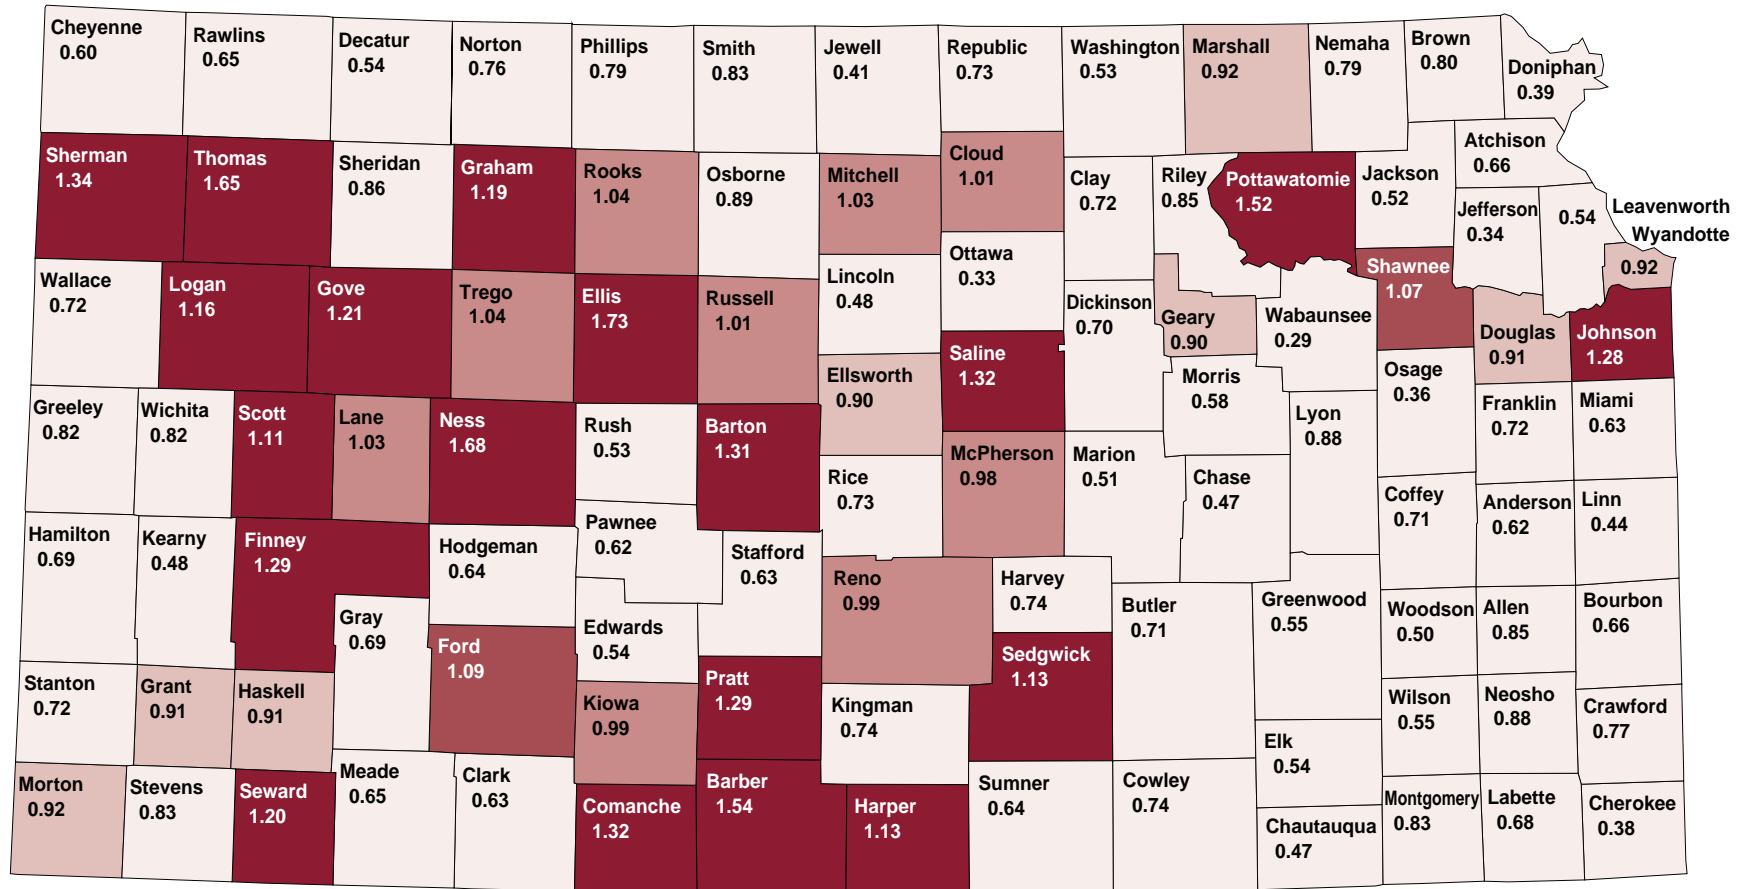 Cheyenne
0.60
Rawlins
0.65
Decatur
0.54
Norton
0.76
Phillips
0.79
Smith
0.83
Jewell
0.41
Republic
0.73
Washington
0.53
Marshall
0.92
Nemaha
0.79
Brown
0.80
Doniphan
0.39
Sherman
1.34
Thomas
1.65
Sheridan
0.86
Graham
1.19
Rooks
1.04
Osborne
0.89
Mitchell
1.03
Cloud
1.01
Clay
0.72
Riley
0.85
Pottawatomie
1.52
Jackson
0.52
Atchison
0.66
Jefferson
0.34
0.54
Leavenworth
Wyandotte
0.92
Wallace
0.72
Logan
1.16
Gove
1.21
Trego
1.04
Ellis
1.73
Russell
1.01
Lincoln
0.48
Ottawa
0.33
Dickinson
0.70
Geary
0.90
Wabaunsee
0.29
Shawnee
1.07
Douglas
0.91
Johnson
1.28
Saline
1.32
Ellsworth
0.90
Morris
0.58
Osage
0.36
Franklin
0.72
Miami
0.63
Greeley
0.82
Wichita
0.82
Scott
1.11
Lane
1.03
Ness
1.68
Rush
0.53
Barton
1.31
Rice
0.73
McPherson
0.98
Marion
0.51
Chase
0.47
Lyon
0.88
Coffey
0.71
Anderson
0.62
Linn
0.44
Hamilton
0.69
Kearny
0.48
Finney
1.29
Hodgeman
0.64
Pawnee
0.62
Stafford
0.63
Reno
0.99
Harvey
0.74
Butler
0.71
Greenwood
0.55
Woodson
0.50
Allen
0.85
Bourbon
0.66
Gray
0.69
Ford
1.09
Edwards
0.54
Sedgwick
1.13
Stanton
0.72
Grant
0.91
Haskell
0.91
Kiowa
0.99
Pratt
1.29
Kingman
0.74
Wilson
0.55
Neosho
0.88
Crawford
0.77
Elk
0.54
Morton
0.92
Stevens
0.83
Seward
1.20
Meade
0.65
Clark
0.63
Comanche
1.32
Barber
1.54
Harper
1.13
Sumner
0.64
Cowley
0.74
Chautauqua
0.47
Montgomery
0.83
Labette
0.68
Cherokee
0.38